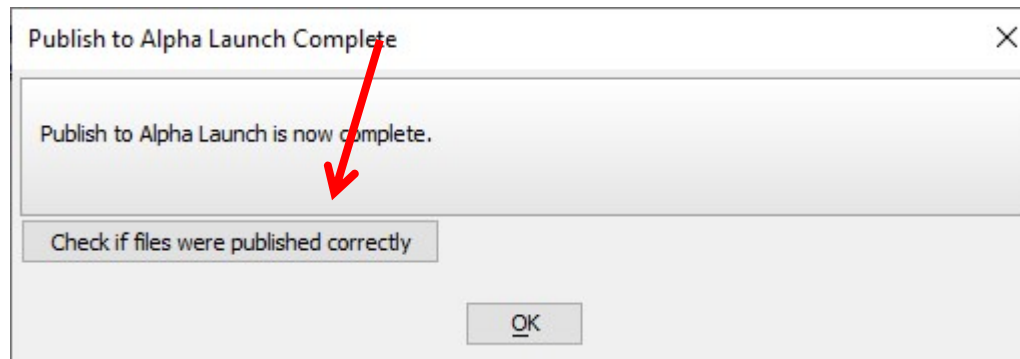 Publish to Alpha Launch Complete
Publish to Alpha Launch is now complete.
Check if files were published correctly
OK